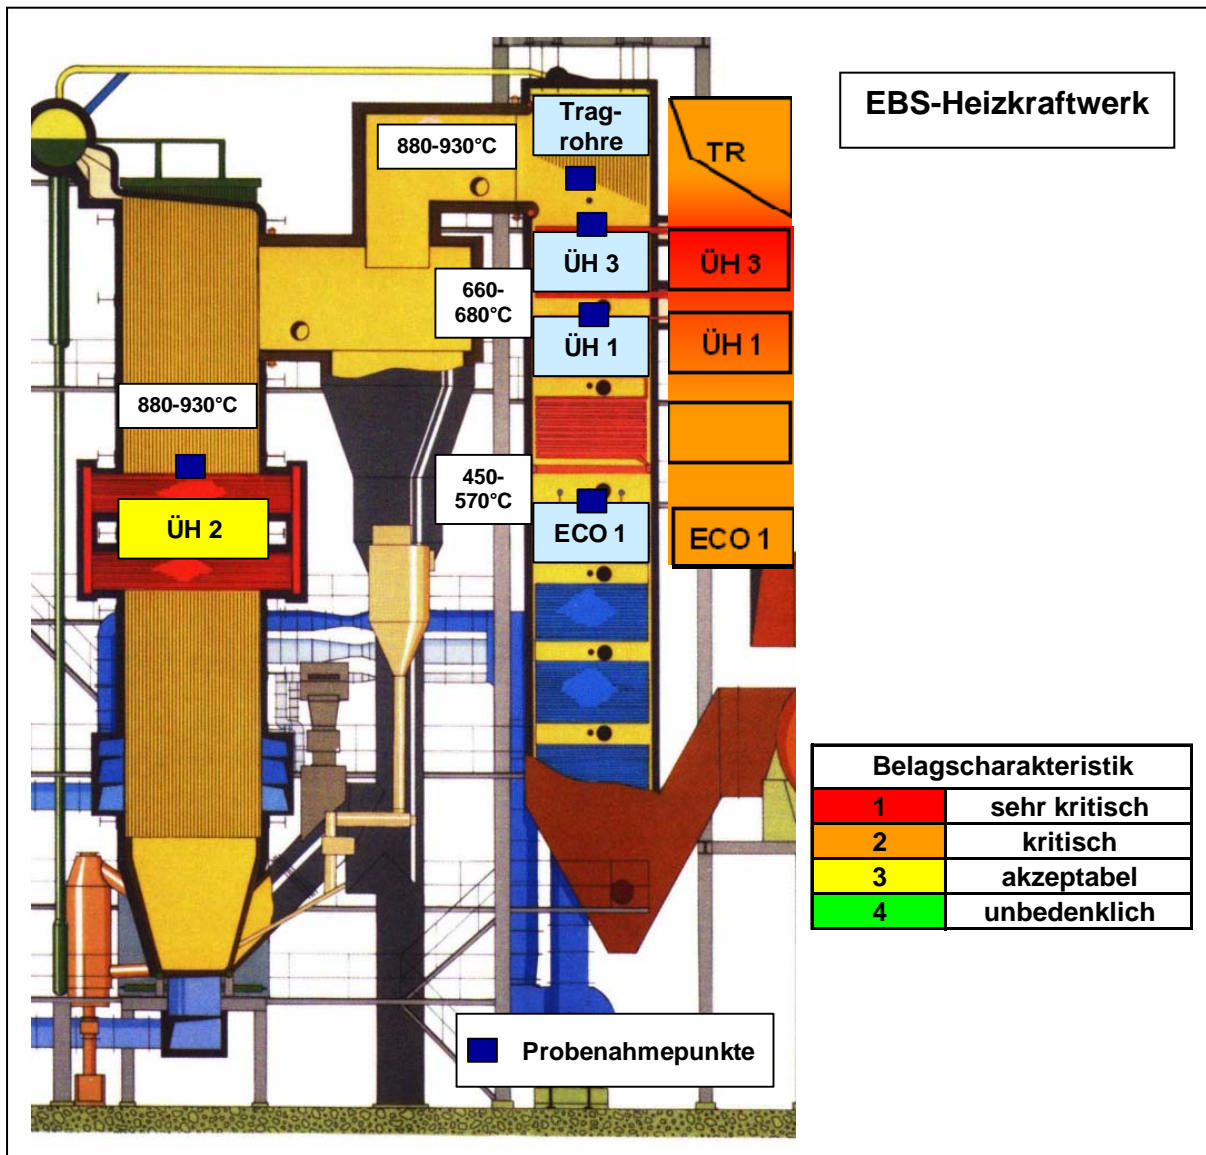 EBS-Heizkraftwerk
Trag-
rohre
880-930°C
TR
ÜH 3
ÜH 3
660-
680°C
ÜH 1
ÜH 1
880-930°C
450-
570°C
ÜH 2
ECO 1
ECO 1
Belagscharakteristik
1 sehr kritisch
2 kritisch
3 akzeptabel
4 unbedenklich
Probenahmepunkte